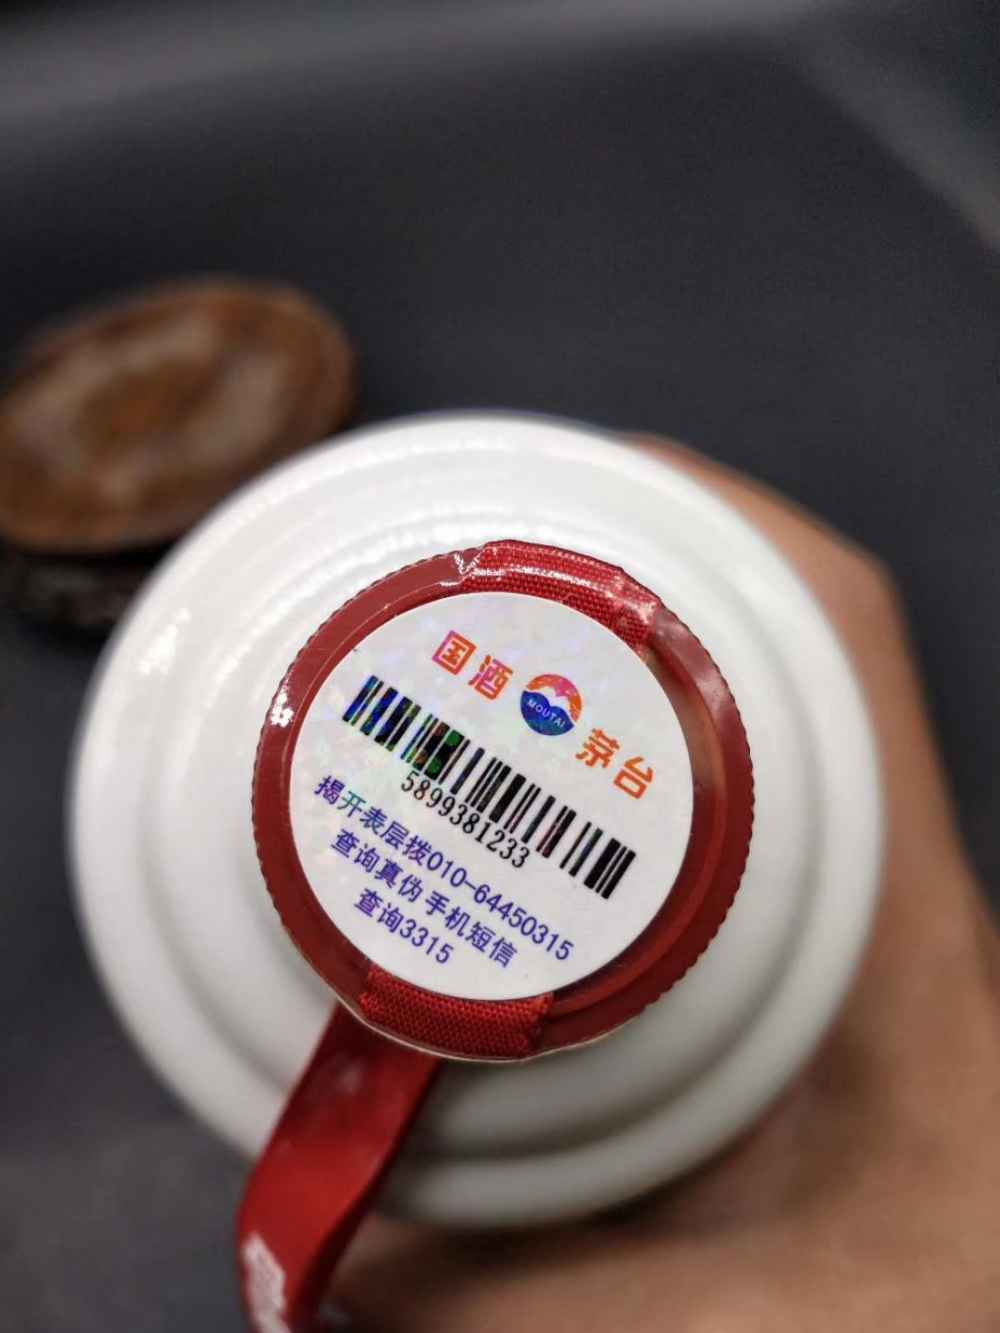 国酒 MOUTAI 茅台
5899381233
揭开表层拨010-64450315
查询真伪 手机短信
查询3315